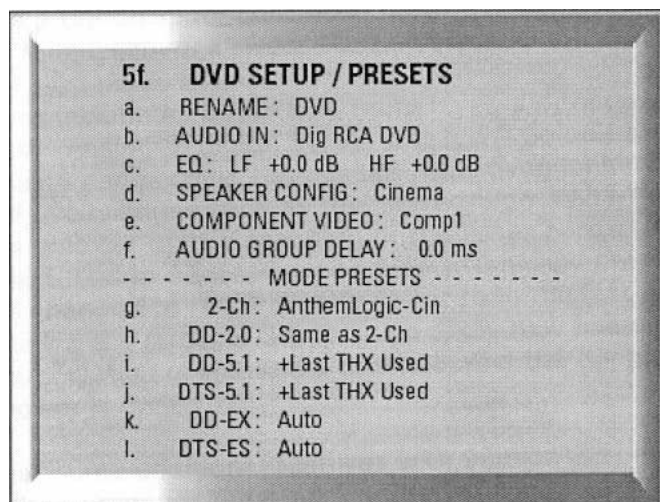 5f. DVD SETUP / PRESETS
a. RENAME: DVD
b. AUDIO IN: Dig RCA DVD
c. EQ: LF +0.0 dB HF +0.0 dB
d. SPEAKER CONFIG: Cinema
e. COMPONENT VIDEO: Comp1
f. AUDIO GROUP DELAY: 0.0 ms
- - - - - - - MODE PRESETS - - - - - - -
g. 2-Ch: AnthemLogic-Cin
h. DD-2.0: Same as 2-Ch
i. DD-5.1: +Last THX Used
j. DTS-5.1: +Last THX Used
k. DD-EX: Auto
l. DTS-ES: Auto